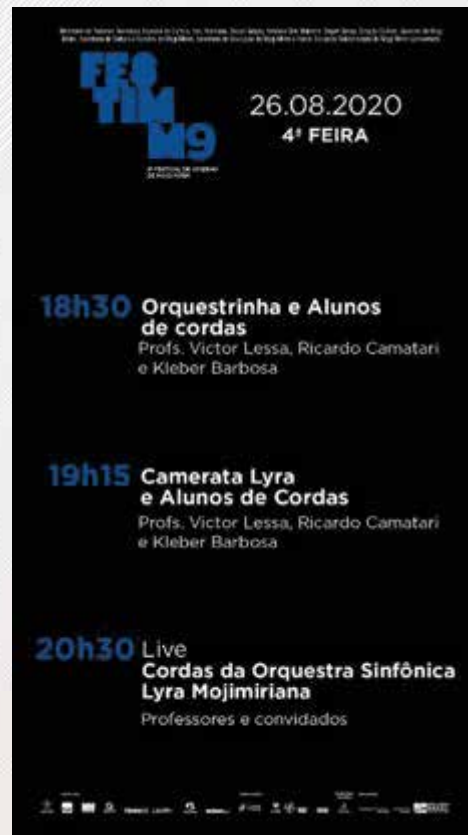 FES
TIM
M9
26.08.2020
4ª FEIRA
18h30 Orquestrinha e Alunos
de cordas
Profs. Victor Lessa, Ricardo Camatari
e Kleber Barbosa
19h15 Camerata Lyra
e Alunos de Cordas
Profs. Victor Lessa, Ricardo Camatari
e Kleber Barbosa
20h30 Live
Cordas da Orquestra Sinfônica
Lyra Mojimiriana
Professores e convidados